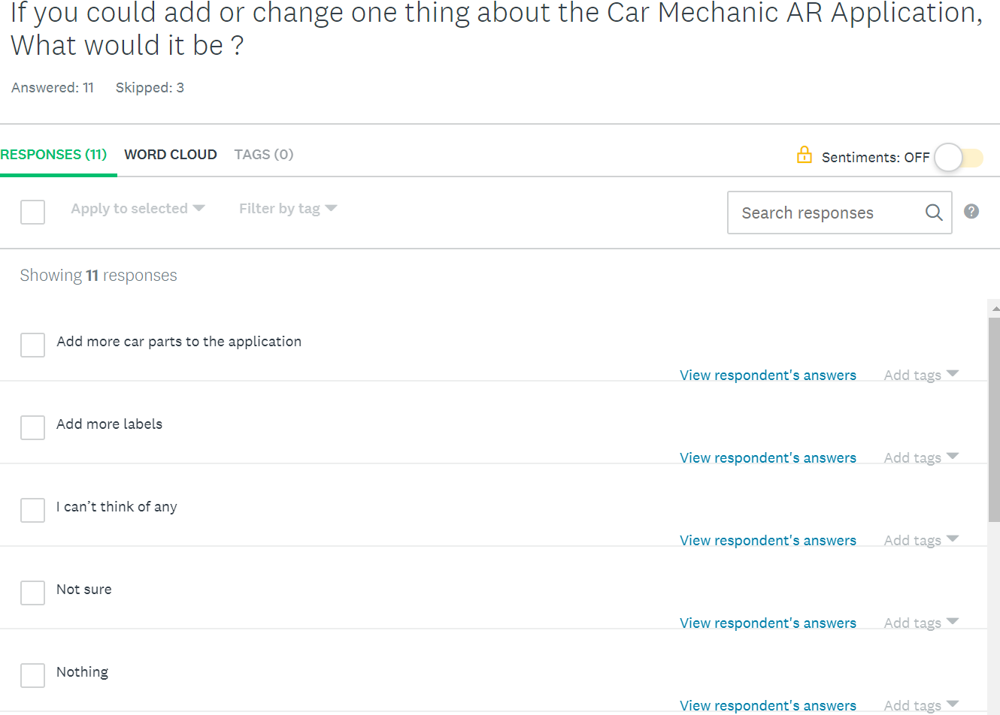 If you could add or change one thing about the Car Mechanic AR Application,
What would it be ?
Answered: 11 Skipped: 3
RESPONSES (11) WORD CLOUD TAGS (0) Sentiments: OFF
Apply to selected Filter by tag Search responses ?
Showing 11 responses
Add more car parts to the application
View respondent's answers Add tags
Add more labels
View respondent's answers Add tags
I can’t think of any
View respondent's answers Add tags
Not sure
View respondent's answers Add tags
Nothing
View respondent's answers Add tags